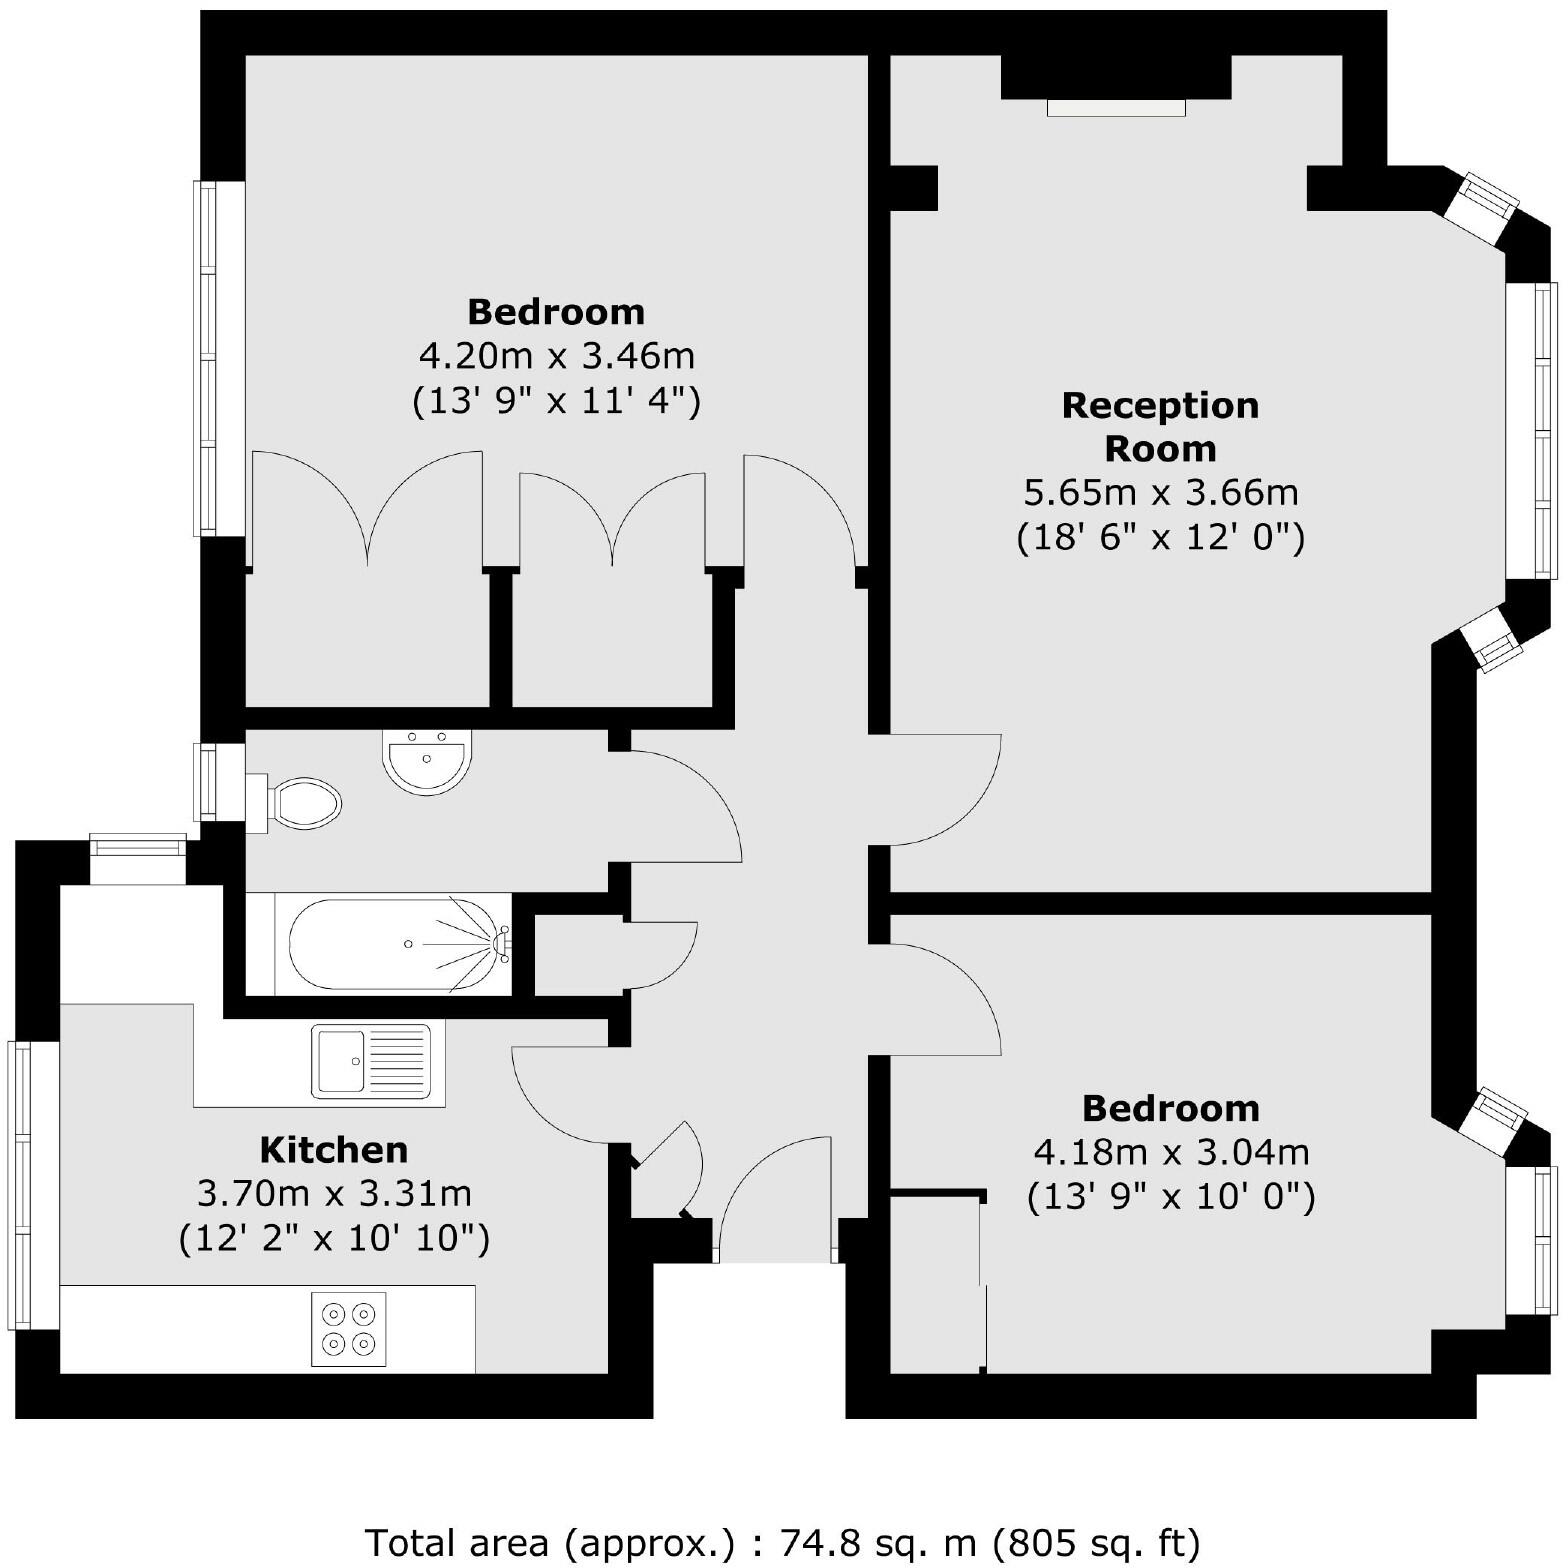 Bedroom
4.20m x 3.46m
(13' 9" x 11' 4")
Reception
Room
5.65m x 3.66m
(18' 6" x 12' 0")
Bedroom
4.18m x 3.04m
(13' 9" x 10' 0")
Kitchen
3.70m x 3.31m
(12' 2" x 10' 10")
Total area (approx.) : 74.8 sq. m (805 sq. ft)